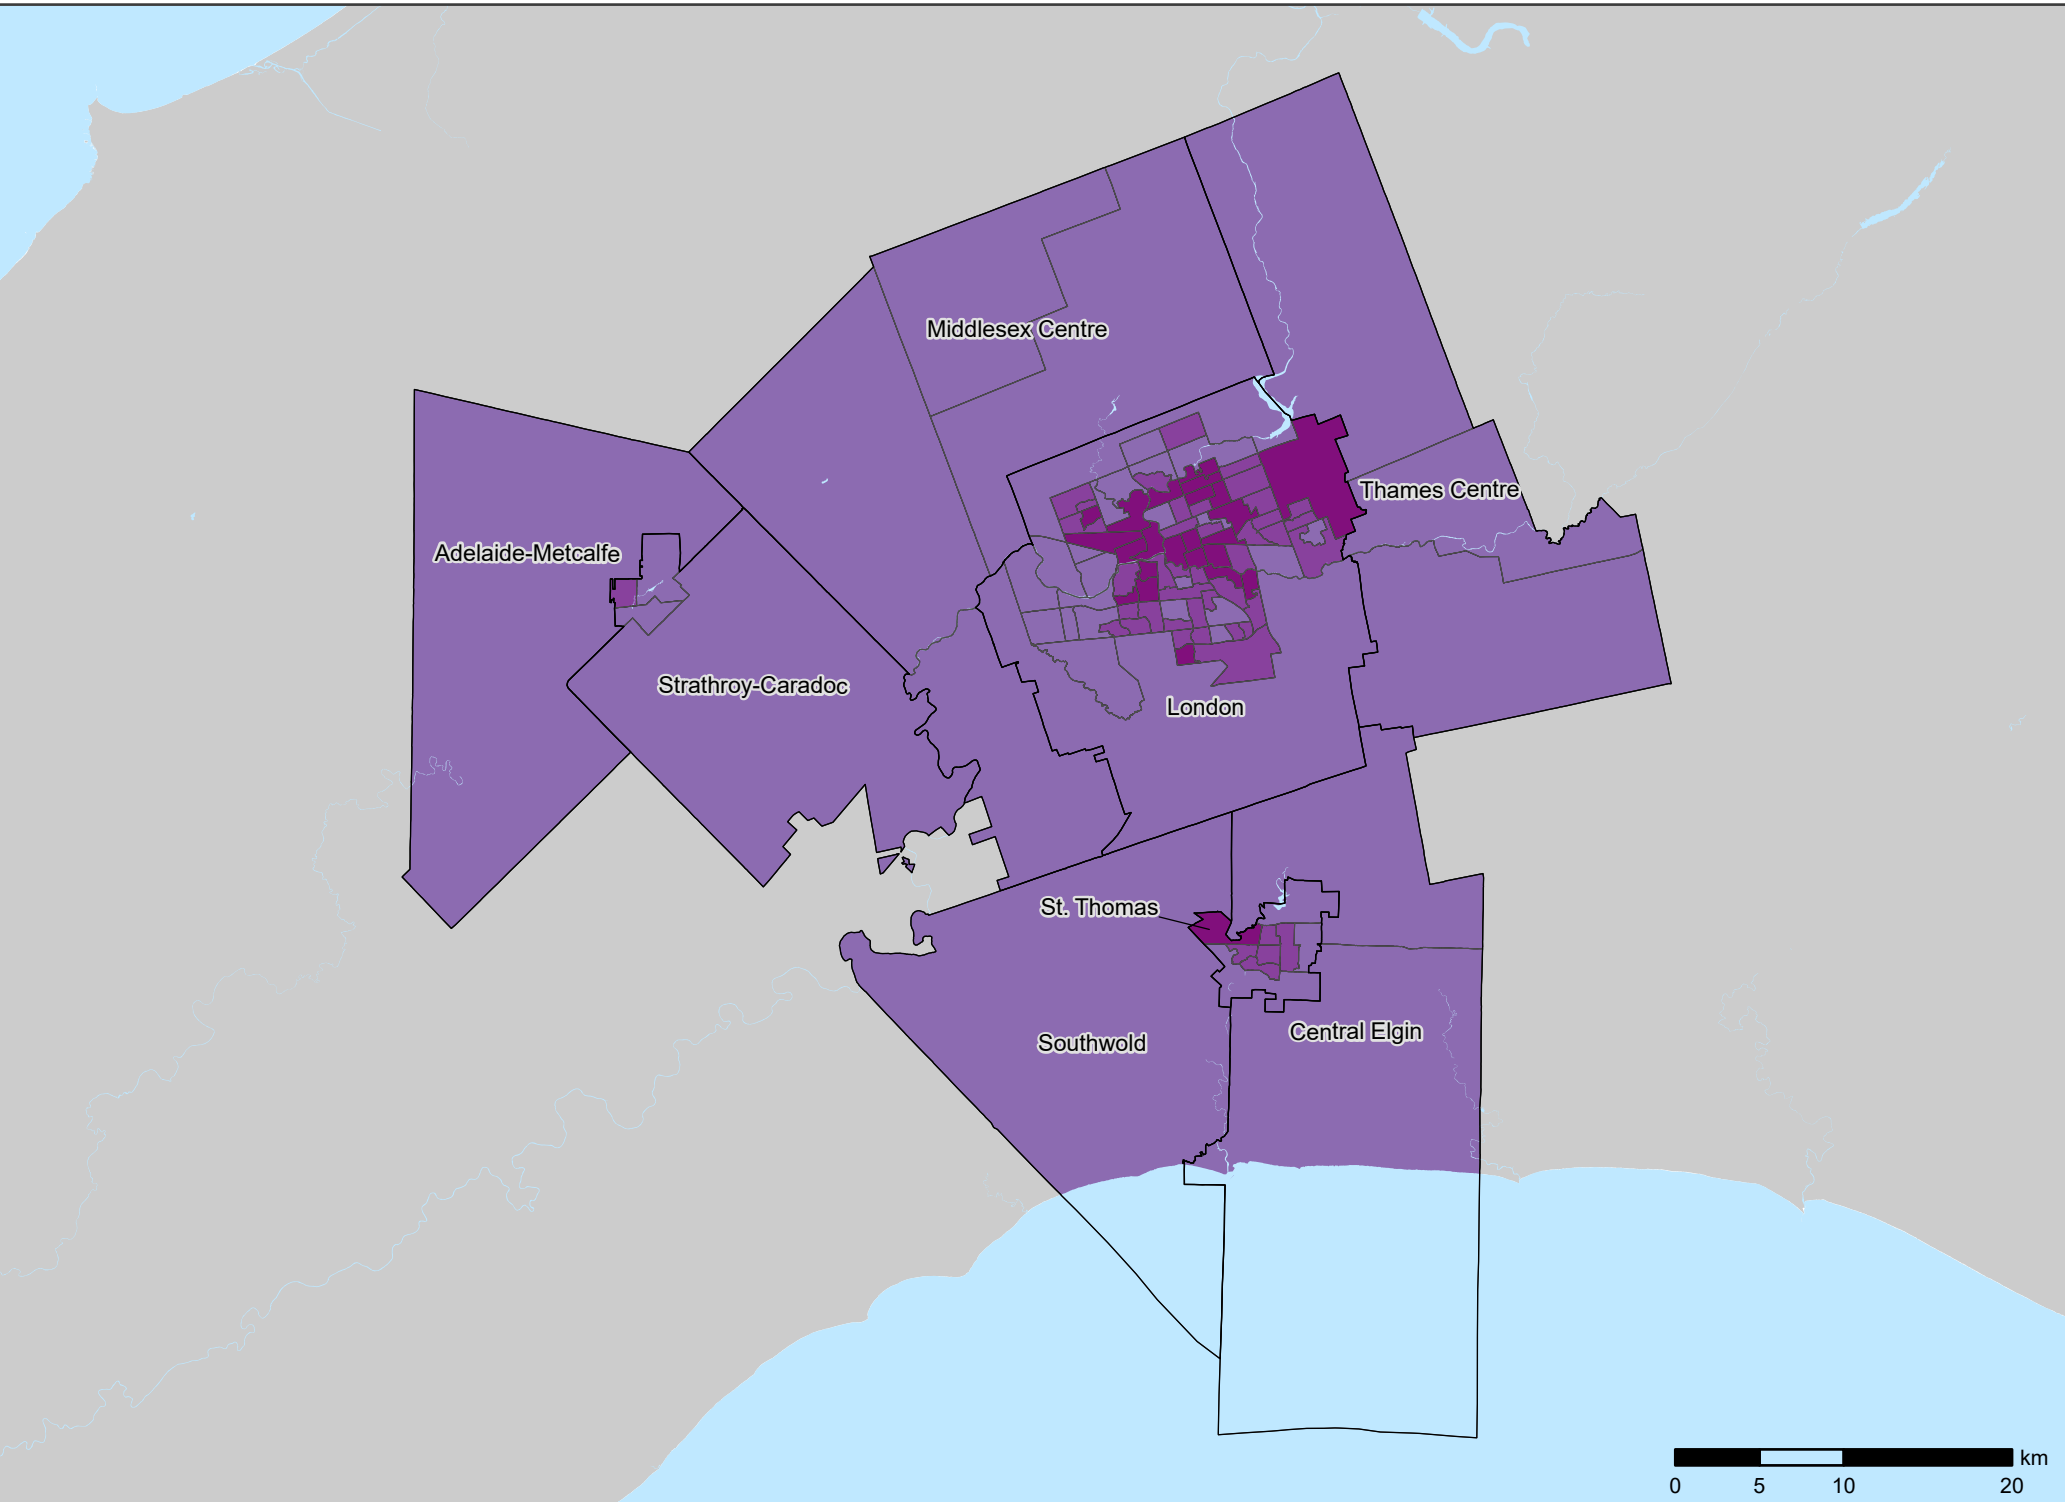 Middlesex Centre
Thames Centre
Adelaide-Metcalfe
Strathroy-Caradoc
London
St. Thomas
Central Elgin
Southwold
km
0 5 10 20